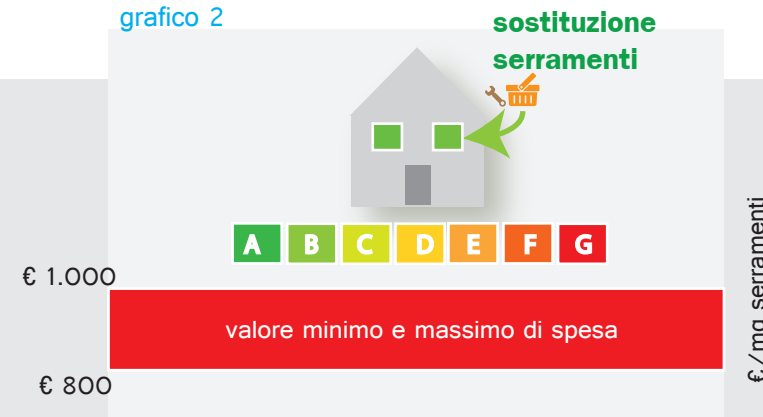 grafico 2
sostituzione
serramenti
A B C D E F G
€ 1.000
valore minimo e massimo di spesa
€ 800
€/mq serramenti